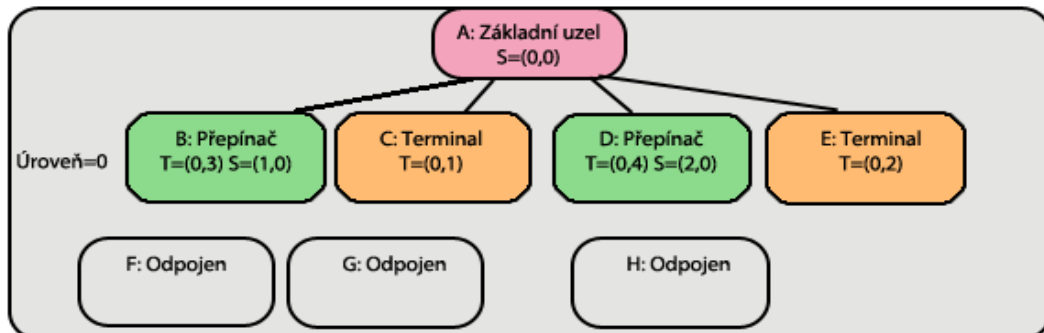 A: Základní uzel
S=(0,0)
B: Přepínač
T=(0,3) S=(1,0)
C: Terminal
T=(0,1)
D: Přepínač
T=(0,4) S=(2,0)
E: Terminal
T=(0,2)
Úroveň=0
F: Odpojen
G: Odpojen
H: Odpojen